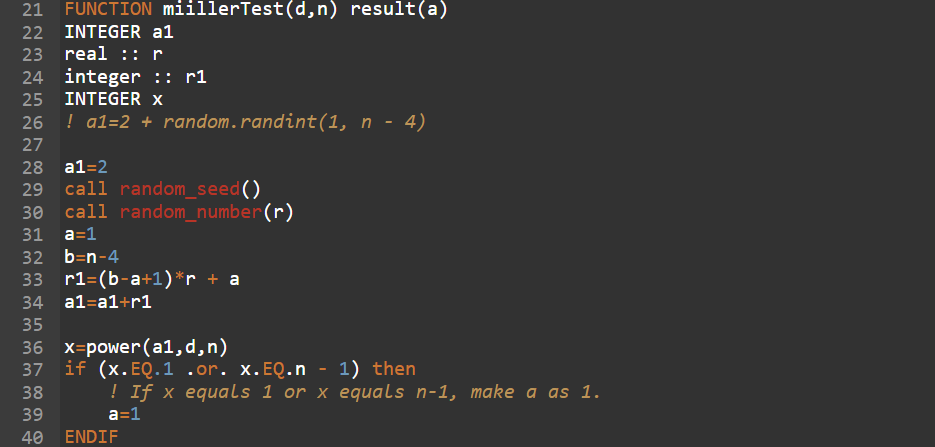 21 FUNCTION miillerTest(d,n) result(a)
22 INTEGER a1
23 real :: r
24 integer :: r1
25 INTEGER x
26 ! a1=2 + random.randint(1, n - 4)
27
28 a1=2
29 call random_seed()
30 call random_number(r)
31 a=1
32 b=n-4
33 r1=(b-a+1)*r + a
34 a1=a1+r1
35
36 x=power(a1,d,n)
37 if (x.EQ.1 .or. x.EQ.n - 1) then
38     ! If x equals 1 or x equals n-1, make a as 1.
39     a=1
40 ENDIF